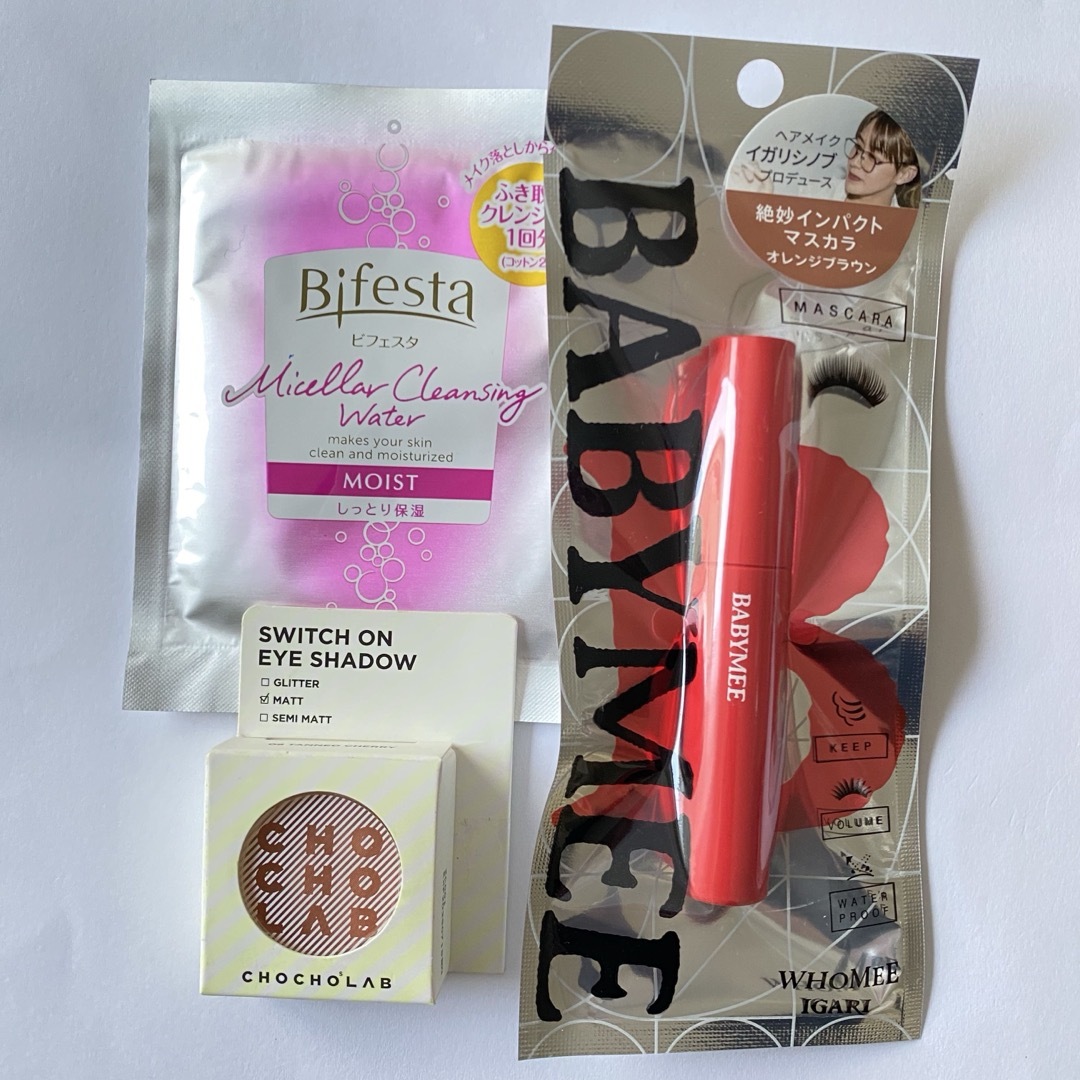 メイク落としから
ふき取
クレンジ
1回分
(コットン2
Bifesta
ビフェスタ
Micellar Cleansing
Water
makes your skin
clean and moisturized
MOIST
しっとり保湿
SWITCH ON
EYE SHADOW
GLITTER
MATT
SEMI MATT
CHO
CHO
LAB
CHOCHO'S LAB
BABYMEE
ヘアメイク
イガリシノブ
プロデュース
絶妙インパクト
マスカラ
オレンジブラウン
MASCARA
BABYMEE
KEEP
VOLUME
WATER
PROOF
WHOMEE
IGARI